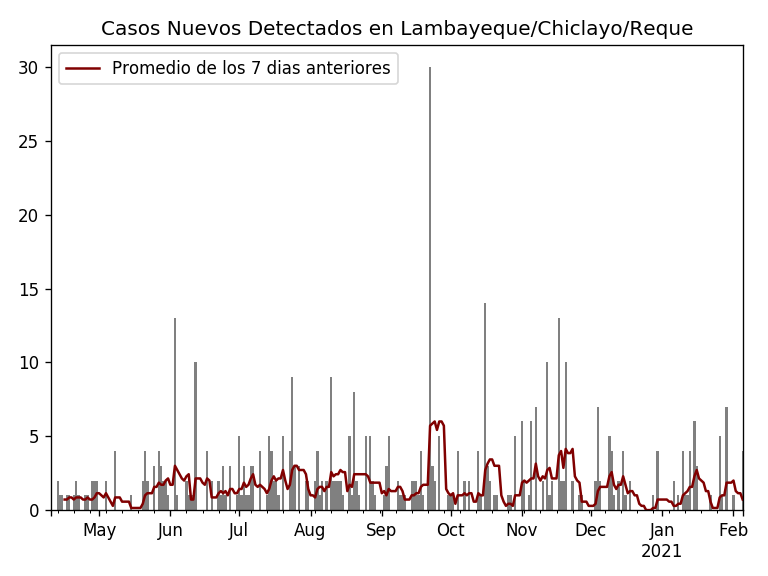 Casos Nuevos Detectados en Lambayeque/Chiclayo/Reque
Promedio de los 7 dias anteriores
30
25
20
15
10
5
0
May Jun Jul Aug Sep Oct Nov Dec Jan Feb
2021